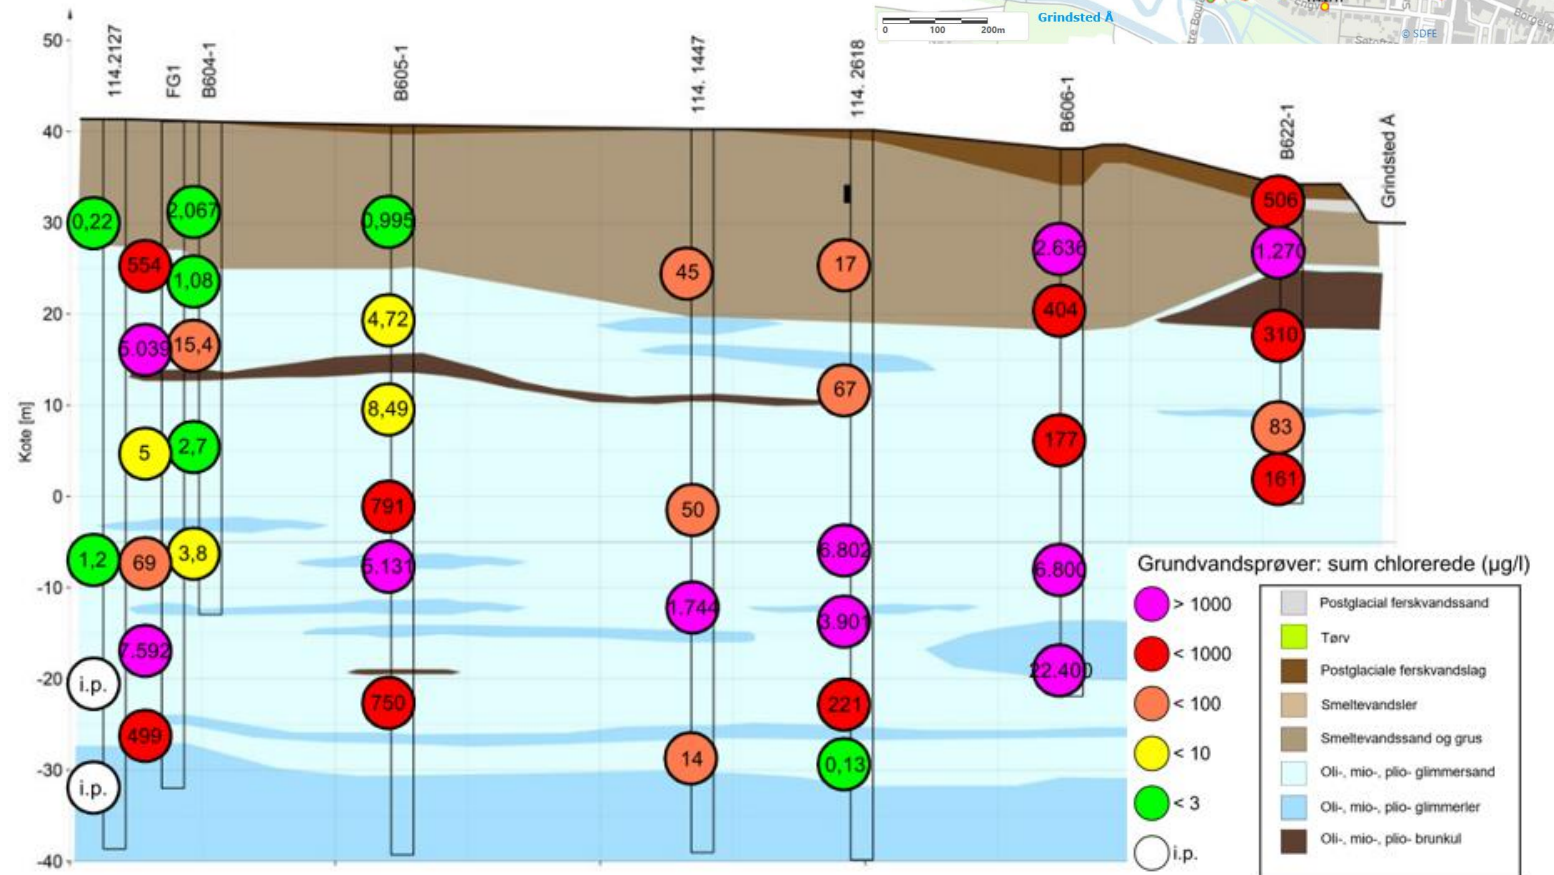 Grindsted Å
0 100 200m
© SDFE
50
40
30
20
10
0
-10
-20
-30
-40
Kote [m]
114.2127
FG1
B604-1
B605-1
114. 1447
114. 2618
B606-1
B622-1
Grindsted Å
0,22
1,2
i.p.
i.p.
554
5.039
5
69
7.592
499
2,067
1,08
15,4
2,7
3,8
0,995
4,72
8,49
791
5.131
750
45
50
1.744
14
17
67
6.802
3.901
221
0,13
2.636
404
177
6.800
22.400
506
1.270
310
83
161
Grundvandsprøver: sum chlorerede (µg/l)
> 1000
< 1000
< 100
< 10
< 3
i.p.
Postglacial ferskvandssand
Tørv
Postglaciale ferskvandslag
Smeltevandsler
Smeltevandssand og grus
Oli-, mio-, plio- glimmersand
Oli-, mio-, plio- glimmerler
Oli-, mio-, plio- brunkul